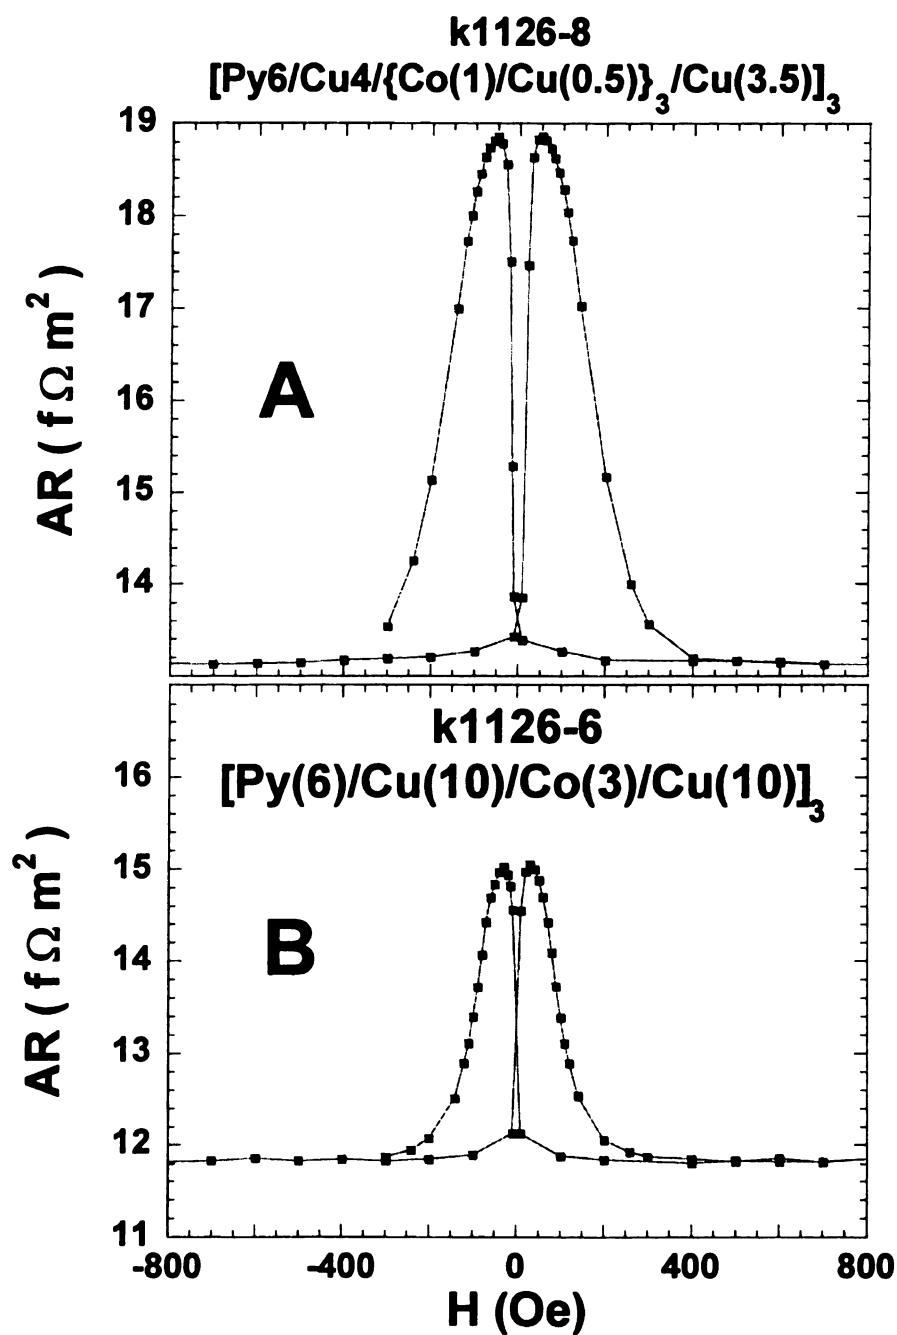 k1126-8
[Py6/Cu4/{Co(1)/Cu(0.5)}₃/Cu(3.5)]₃
19
18
17
16
15
14
AR ( f Ω m² )
A
k1126-6
[Py(6)/Cu(10)/Co(3)/Cu(10)]₃
16
15
14
13
12
11
AR ( f Ω m² )
B
-800 -400 0 400 800
H (Oe)